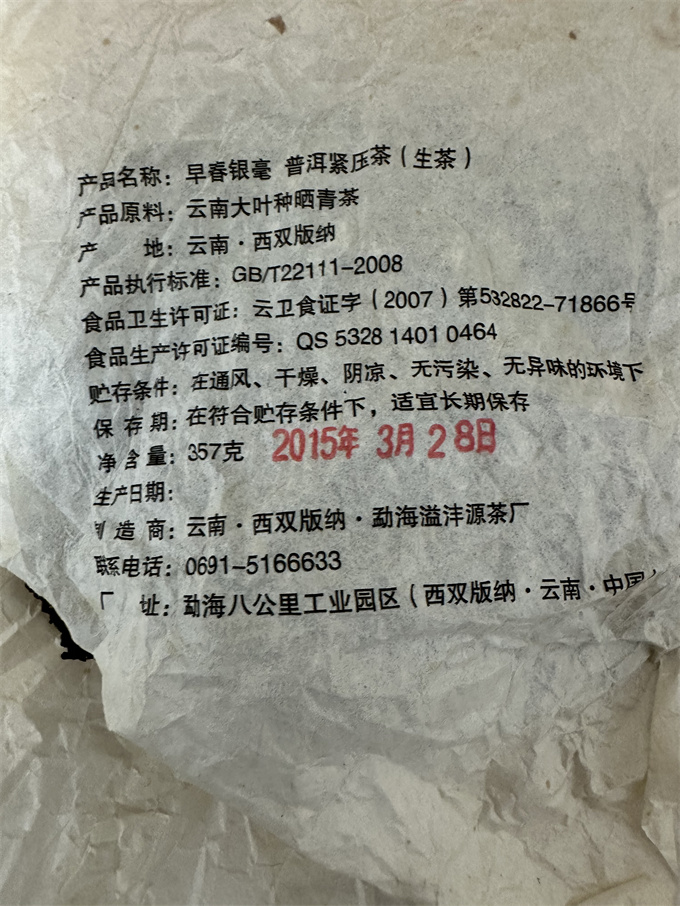 产品名称：早春银毫 普洱紧压茶（生茶）
产品原料：云南大叶种晒青茶
产 地：云南·西双版纳
产品执行标准：GB/T22111-2008
食品卫生许可证：云卫食证字（2007）第532822-71866号
食品生产许可证编号：QS 5328 1401 0464
贮存条件：在通风、干燥、阴凉、无污染、无异味的环境下
保 存 期：在符合贮存条件下，适宜长期保存
净 含 量：357克
2015年 3月 28日
生产日期：
制 造 商：云南·西双版纳·勐海溢沣源茶厂
联系电话：0691-5166633
厂 址：勐海八公里工业园区（西双版纳·云南·中国